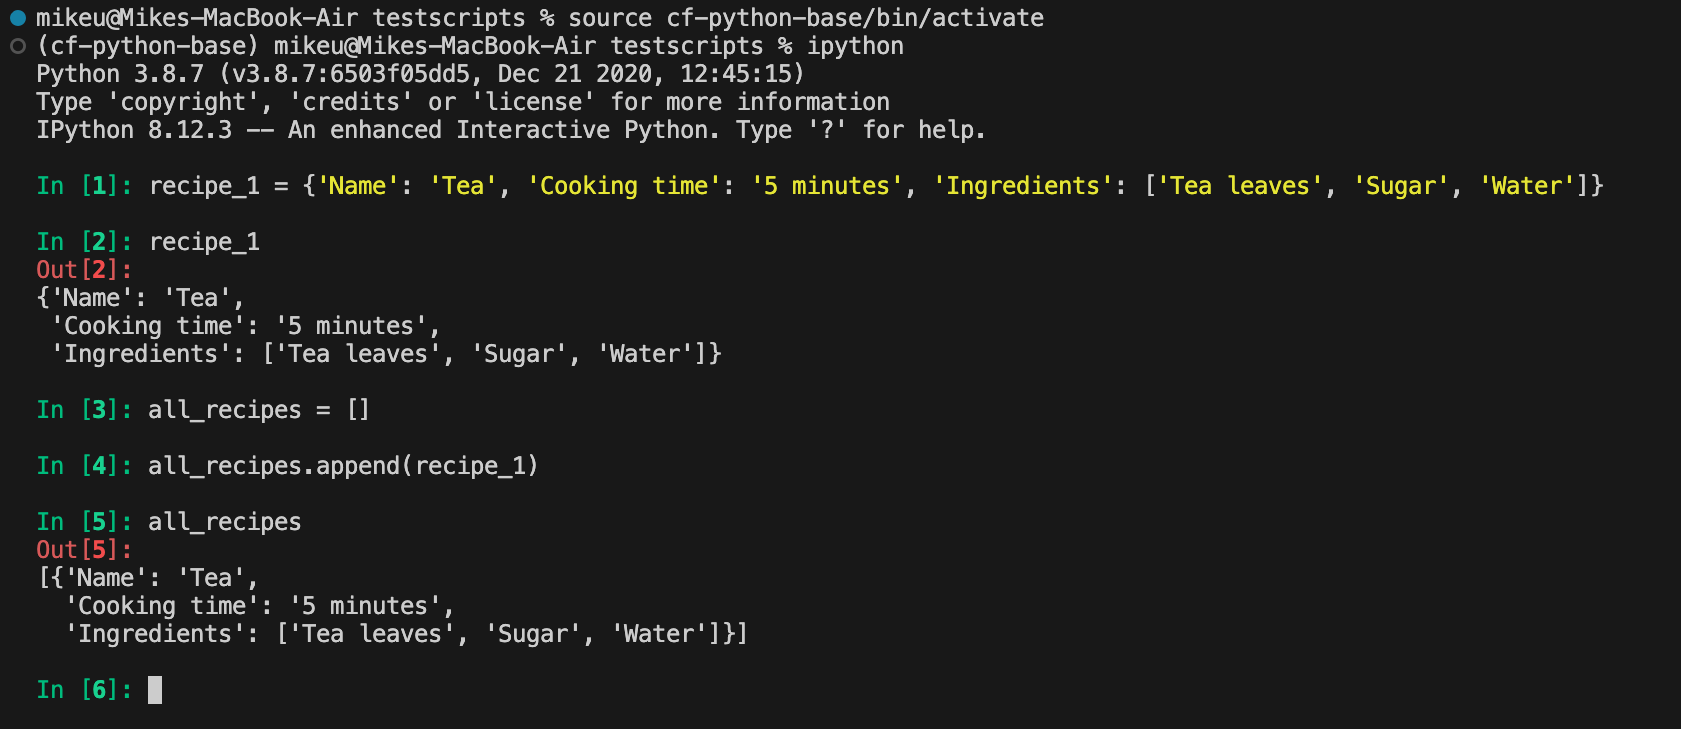 mikeu@Mikes-MacBook-Air testscripts % source cf-python-base/bin/activate
(cf-python-base) mikeu@Mikes-MacBook-Air testscripts % ipython
Python 3.8.7 (v3.8.7:6503f05dd5, Dec 21 2020, 12:45:15)
Type 'copyright', 'credits' or 'license' for more information
IPython 8.12.3 -- An enhanced Interactive Python. Type '?' for help.
In [1]: recipe_1 = {'Name': 'Tea', 'Cooking time': '5 minutes', 'Ingredients': ['Tea leaves', 'Sugar', 'Water']}
In [2]: recipe_1
Out[2]:
{'Name': 'Tea',
 'Cooking time': '5 minutes',
 'Ingredients': ['Tea leaves', 'Sugar', 'Water']}
In [3]: all_recipes = []
In [4]: all_recipes.append(recipe_1)
In [5]: all_recipes
Out[5]:
[{'Name': 'Tea',
  'Cooking time': '5 minutes',
  'Ingredients': ['Tea leaves', 'Sugar', 'Water']}]
In [6]: